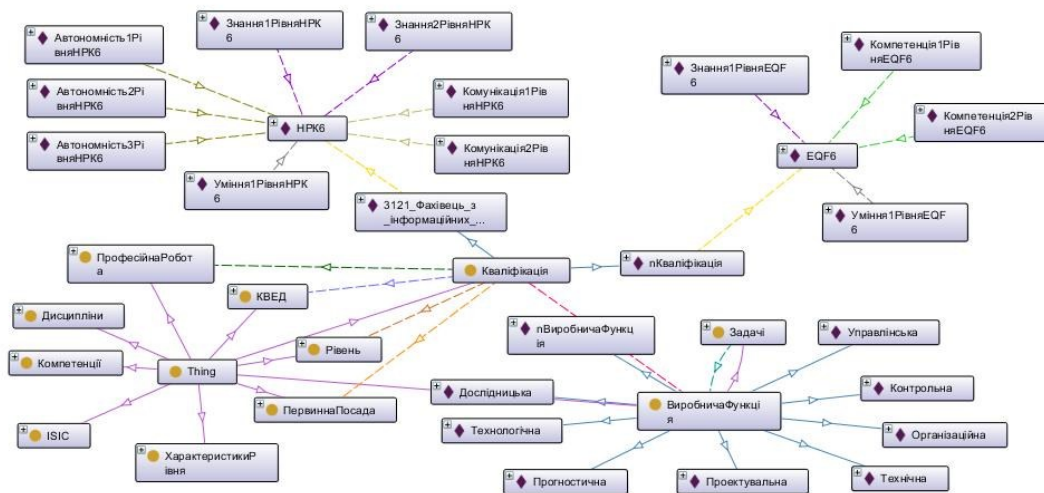 Автономність1Рі
вняНРК6
Знання1РівняНРК
6
Знання2РівняНРК
6
Автономність2Рі
вняНРК6
Комунікація1Рів
няНРК6
НРК6
Автономність3Рі
вняНРК6
Комунікація2Рів
няНРК6
Уміння1РівняНРК
6
3121_Фахівець_з
_інформаційних_...
Знання1РівняEQF
6
Компетенція1Рів
няEQF6
Компетенція2Рів
няEQF6
EQF6
Уміння1РівняEQF
6
ПрофесійнаРобот
а
Кваліфікація
пКваліфікація
КВЕД
Дисципліни
Рівень
Компетенції
Thing
ПервиннаПосада
ISIC
ХарактеристикиР
івня
пВиробничаФункц
ія
Задачі
Управлінська
Дослідницька
Контрольна
ВиробничаФункці
я
Технологічна
Організаційна
Прогностична
Проектувальна
Технічна